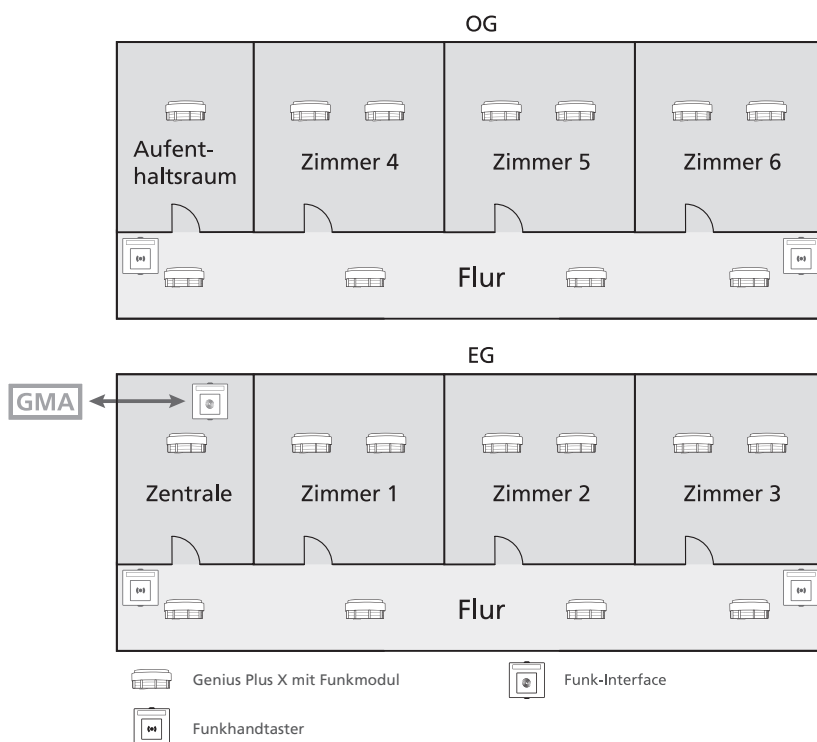 OG
Aufent-
haltsraum
Zimmer 4
Zimmer 5
Zimmer 6
Flur
EG
GMA
Zentrale
Zimmer 1
Zimmer 2
Zimmer 3
Flur
Genius Plus X mit Funkmodul
Funk-Interface
Funkhandtaster